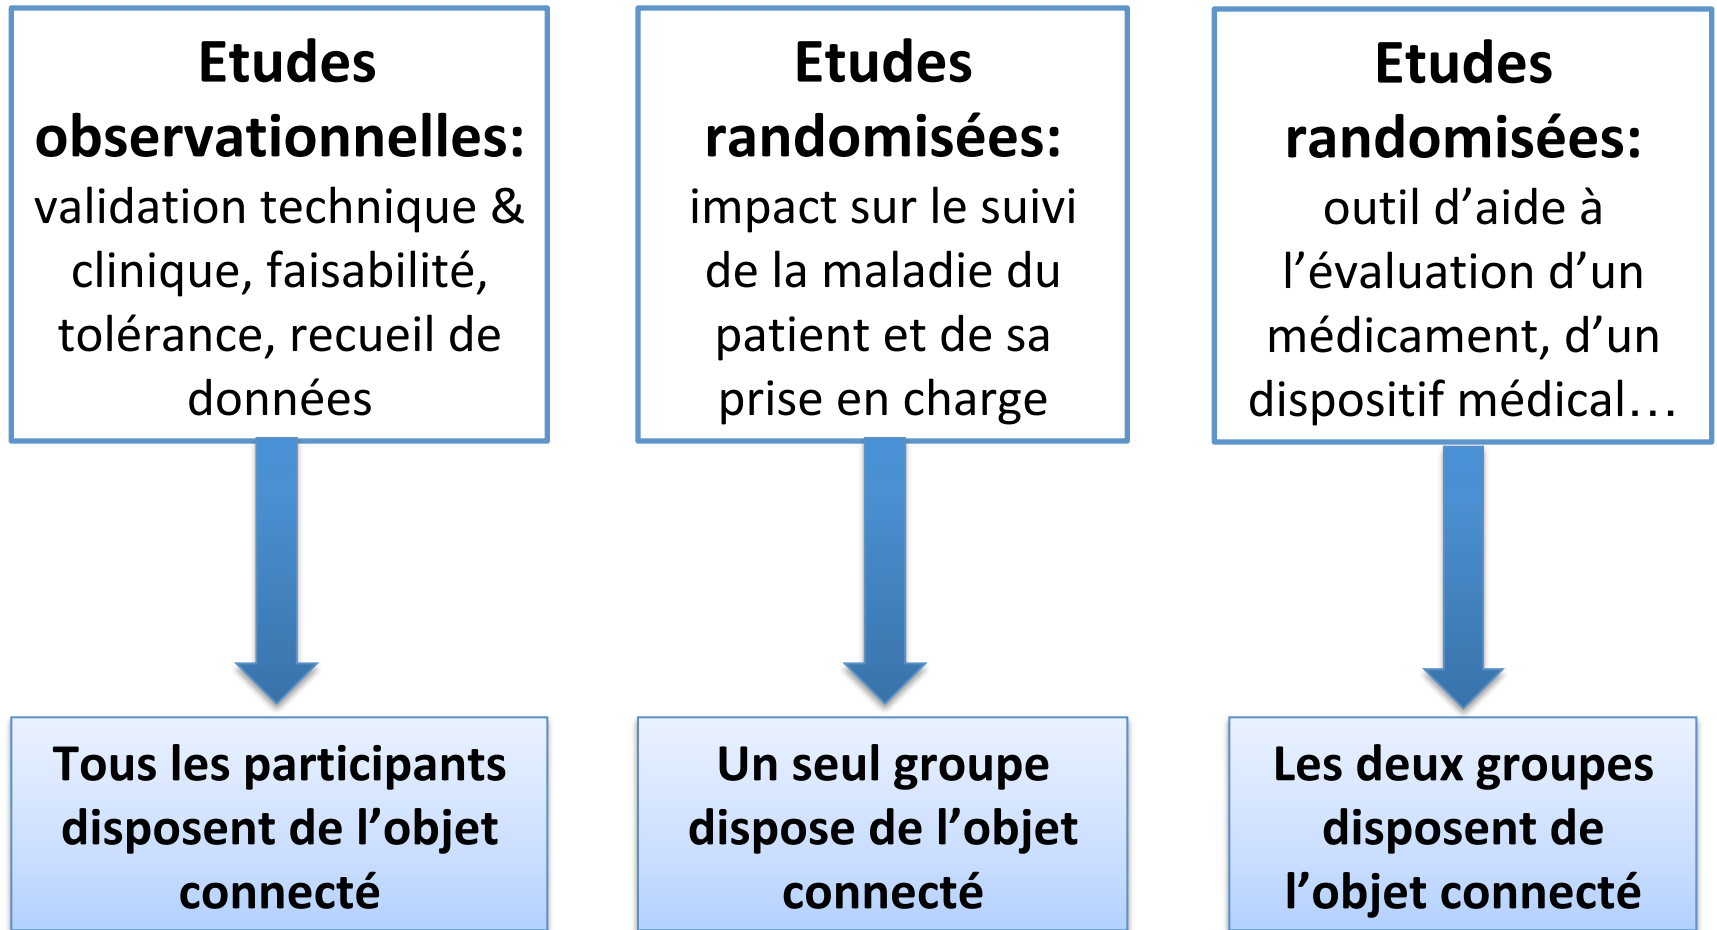 Etudes
observationnelles:
validation technique &
clinique, faisabilité,
tolérance, recueil de
données
Etudes
randomisées:
impact sur le suivi
de la maladie du
patient et de sa
prise en charge
Etudes
randomisées:
outil d’aide à
l’évaluation d’un
médicament, d’un
dispositif médical…
Tous les participants
disposent de l’objet
connecté
Un seul groupe
dispose de l’objet
connecté
Les deux groupes
disposent de
l’objet connecté